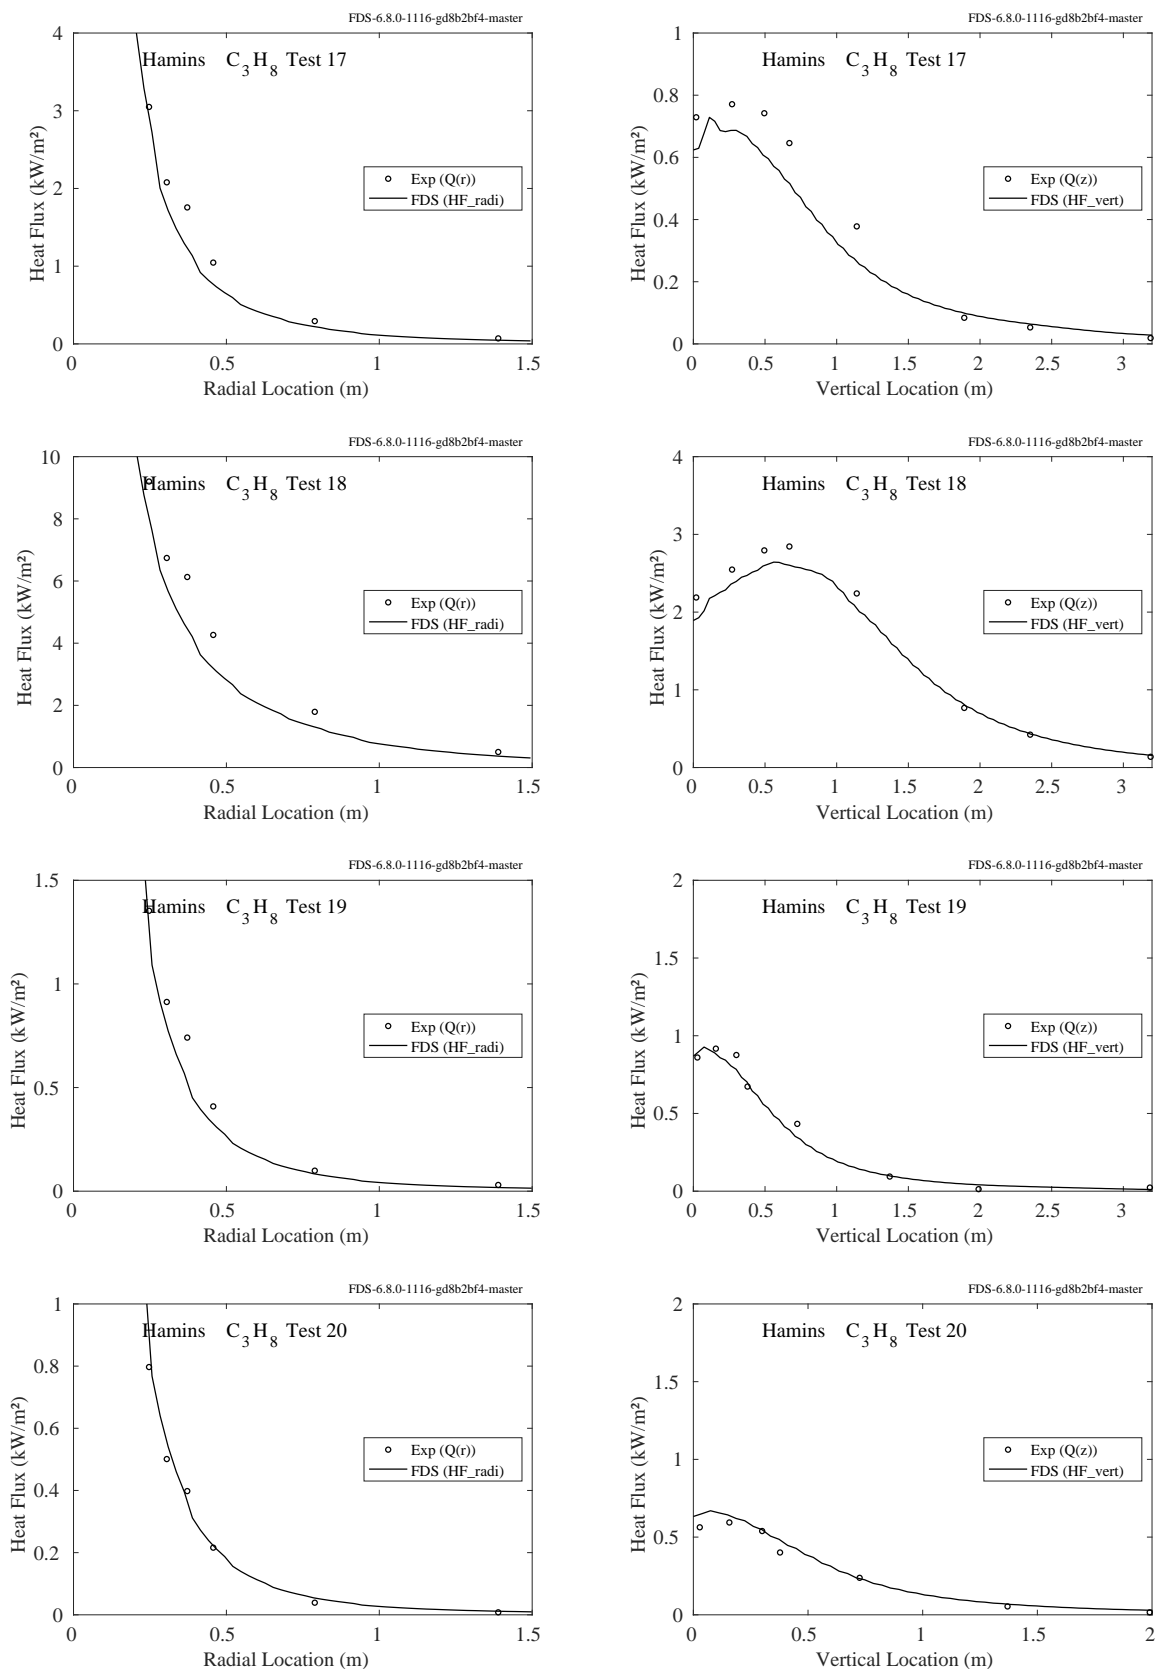 FDS-6.8.0-1116-gd8b2bf4-master
Hamins C3H8 Test 17
4
3
2
1
0
Heat Flux (kW/m²)
Exp (Q(r))
FDS (HF_radi)
0 0.5 1 1.5
Radial Location (m)
FDS-6.8.0-1116-gd8b2bf4-master
Hamins C3H8 Test 17
1
0.8
0.6
0.4
0.2
0
Heat Flux (kW/m²)
Exp (Q(z))
FDS (HF_vert)
0 0.5 1 1.5 2 2.5 3
Vertical Location (m)
FDS-6.8.0-1116-gd8b2bf4-master
Hamins C3H8 Test 18
10
8
6
4
2
0
Heat Flux (kW/m²)
Exp (Q(r))
FDS (HF_radi)
0 0.5 1 1.5
Radial Location (m)
FDS-6.8.0-1116-gd8b2bf4-master
Hamins C3H8 Test 18
4
3
2
1
0
Heat Flux (kW/m²)
Exp (Q(z))
FDS (HF_vert)
0 0.5 1 1.5 2 2.5 3
Vertical Location (m)
FDS-6.8.0-1116-gd8b2bf4-master
Hamins C3H8 Test 19
1.5
1
0.5
0
Heat Flux (kW/m²)
Exp (Q(r))
FDS (HF_radi)
0 0.5 1 1.5
Radial Location (m)
FDS-6.8.0-1116-gd8b2bf4-master
Hamins C3H8 Test 19
2
1.5
1
0.5
0
Heat Flux (kW/m²)
Exp (Q(z))
FDS (HF_vert)
0 0.5 1 1.5 2 2.5 3
Vertical Location (m)
FDS-6.8.0-1116-gd8b2bf4-master
Hamins C3H8 Test 20
1
0.8
0.6
0.4
0.2
0
Heat Flux (kW/m²)
Exp (Q(r))
FDS (HF_radi)
0 0.5 1 1.5
Radial Location (m)
FDS-6.8.0-1116-gd8b2bf4-master
Hamins C3H8 Test 20
2
1.5
1
0.5
0
Heat Flux (kW/m²)
Exp (Q(z))
FDS (HF_vert)
0 0.5 1 1.5 2
Vertical Location (m)